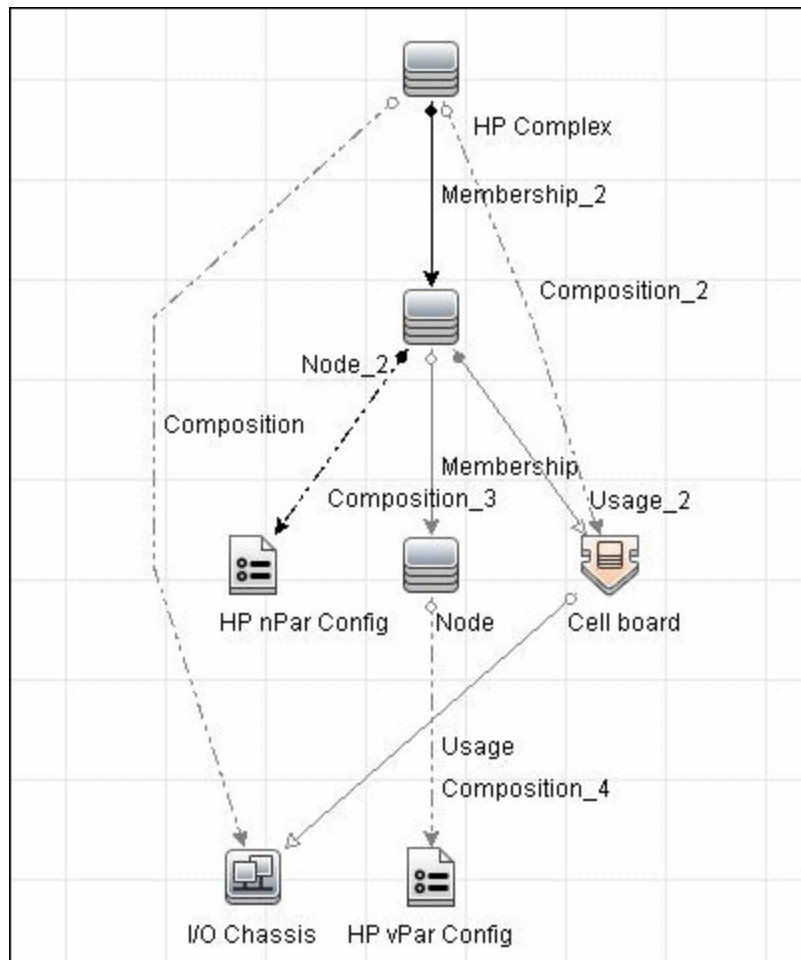 HP Complex
Membership_2
Composition_2
Node_2
Composition
Membership
Composition_3
Usage_2
HP nPar Config
Node
Cell board
Usage
Composition_4
I/O Chassis
HP vPar Config